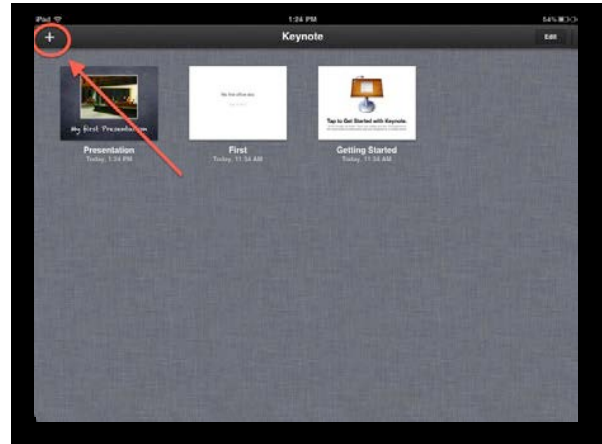 iPad 1:24 PM 54%
+ Keynote Edit
My first Presentation
Tap to Get Started with Keynote.
Presentation First Getting Started
Today, 1:24 PM Today, 11:54 AM Today, 11:54 AM